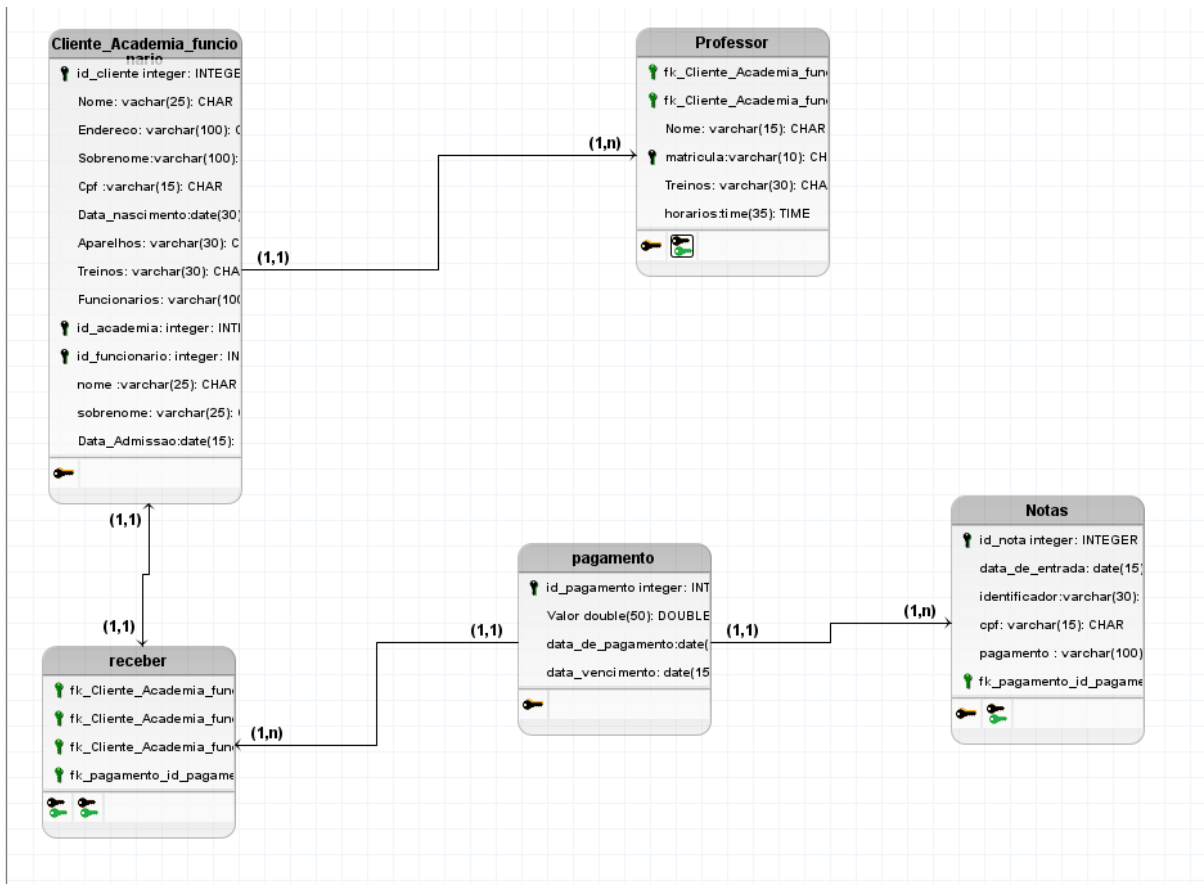 Cliente_Academia_funcio
nario
id_cliente integer: INTEGE
Nome: vachar(25): CHAR
Endereco: varchar(100): C
Sobrenome:varchar(100):
Cpf :varchar(15): CHAR
Data_nascimento:date(30)
Aparelhos: varchar(30): C
Treinos: varchar(30): CHA
Funcionarios: varchar(100
id_academia: integer: INTI
id_funcionario: integer: IN
nome :varchar(25): CHAR
sobrenome: varchar(25): (
Data_Admissao:date(15):
(1,1)
(1,n)
Professor
fk_Cliente_Academia_fun
fk_Cliente_Academia_fun
Nome: varchar(15): CHAR
matricula:varchar(10): CH
Treinos: varchar(30): CHA
horarios:time(35): TIME
(1,1)
(1,1)
receber
fk_Cliente_Academia_fun
fk_Cliente_Academia_fun
fk_Cliente_Academia_fun
fk_pagamento_id_pagame
(1,n)
(1,1)
pagamento
id_pagamento integer: INT
Valor double(50): DOUBLE
data_de_pagamento:date(
data_vencimento: date(15
(1,1)
(1,n)
Notas
id_nota integer: INTEGER
data_de_entrada: date(15)
identificador:varchar(30):
cpf: varchar(15): CHAR
pagamento : varchar(100)
fk_pagamento_id_pagame